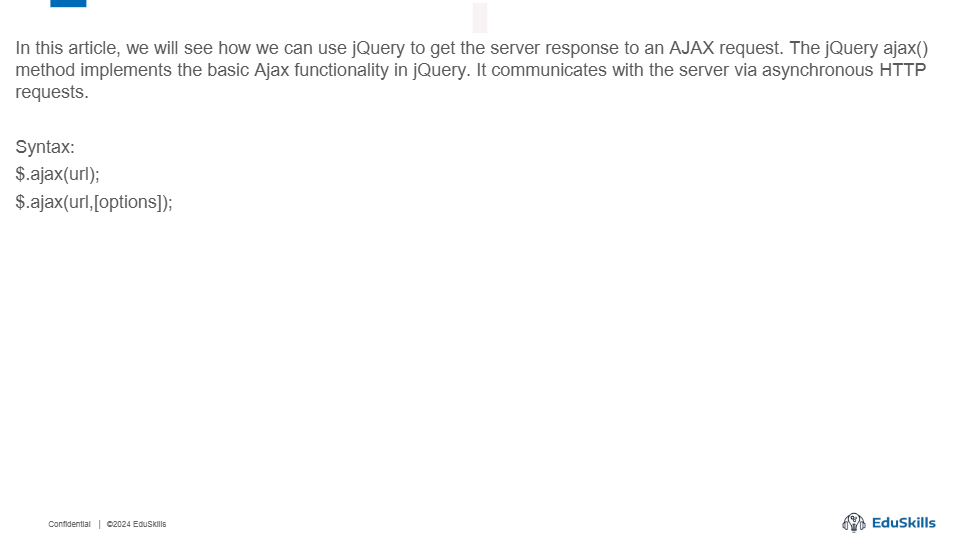 In this article, we will see how we can use jQuery to get the server response to an AJAX request. The jQuery ajax()
method implements the basic Ajax functionality in jQuery. It communicates with the server via asynchronous HTTP
requests.
Syntax:
$.ajax(url);
$.ajax(url,[options]);
Confidential | ©2024 EduSkills
EduSkills